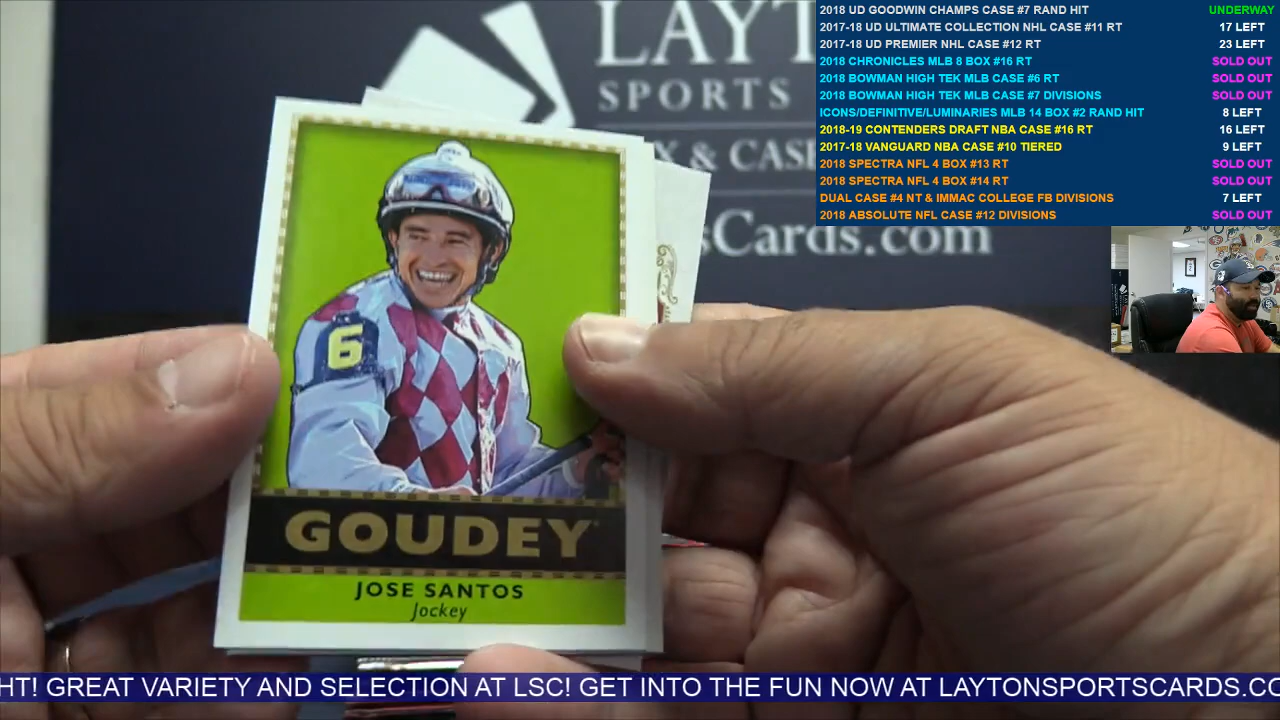 2018 UD GOODWIN CHAMPS CASE #7 RAND HIT UNDERWAY
2017-18 UD ULTIMATE COLLECTION NHL CASE #11 RT 17 LEFT
2017-18 UD PREMIER NHL CASE #12 RT 23 LEFT
2018 CHRONICLES MLB 8 BOX #16 RT SOLD OUT
2018 BOWMAN HIGH TEK MLB CASE #6 RT SOLD OUT
2018 BOWMAN HIGH TEK MLB CASE #7 DIVISIONS SOLD OUT
ICONS/DEFINITIVE/LUMINARIES MLB 14 BOX #2 RAND HIT 8 LEFT
2018-19 CONTENDERS DRAFT NBA CASE #16 RT 16 LEFT
2017-18 VANGUARD NBA CASE #10 TIERED 9 LEFT
2018 SPECTRA NFL 4 BOX #13 RT SOLD OUT
2018 SPECTRA NFL 4 BOX #14 RT SOLD OUT
DUAL CASE #4 NT & IMMAC COLLEGE FB DIVISIONS 7 LEFT
2018 ABSOLUTE NFL CASE #12 DIVISIONS SOLD OUT
LAYT
SPORTS
X & CAS
sCards.com
6
GOUDEY
JOSE SANTOS
Jockey
HT! GREAT VARIETY AND SELECTION AT LSC! GET INTO THE FUN NOW AT LAYTONSPORTSCARDS.CO